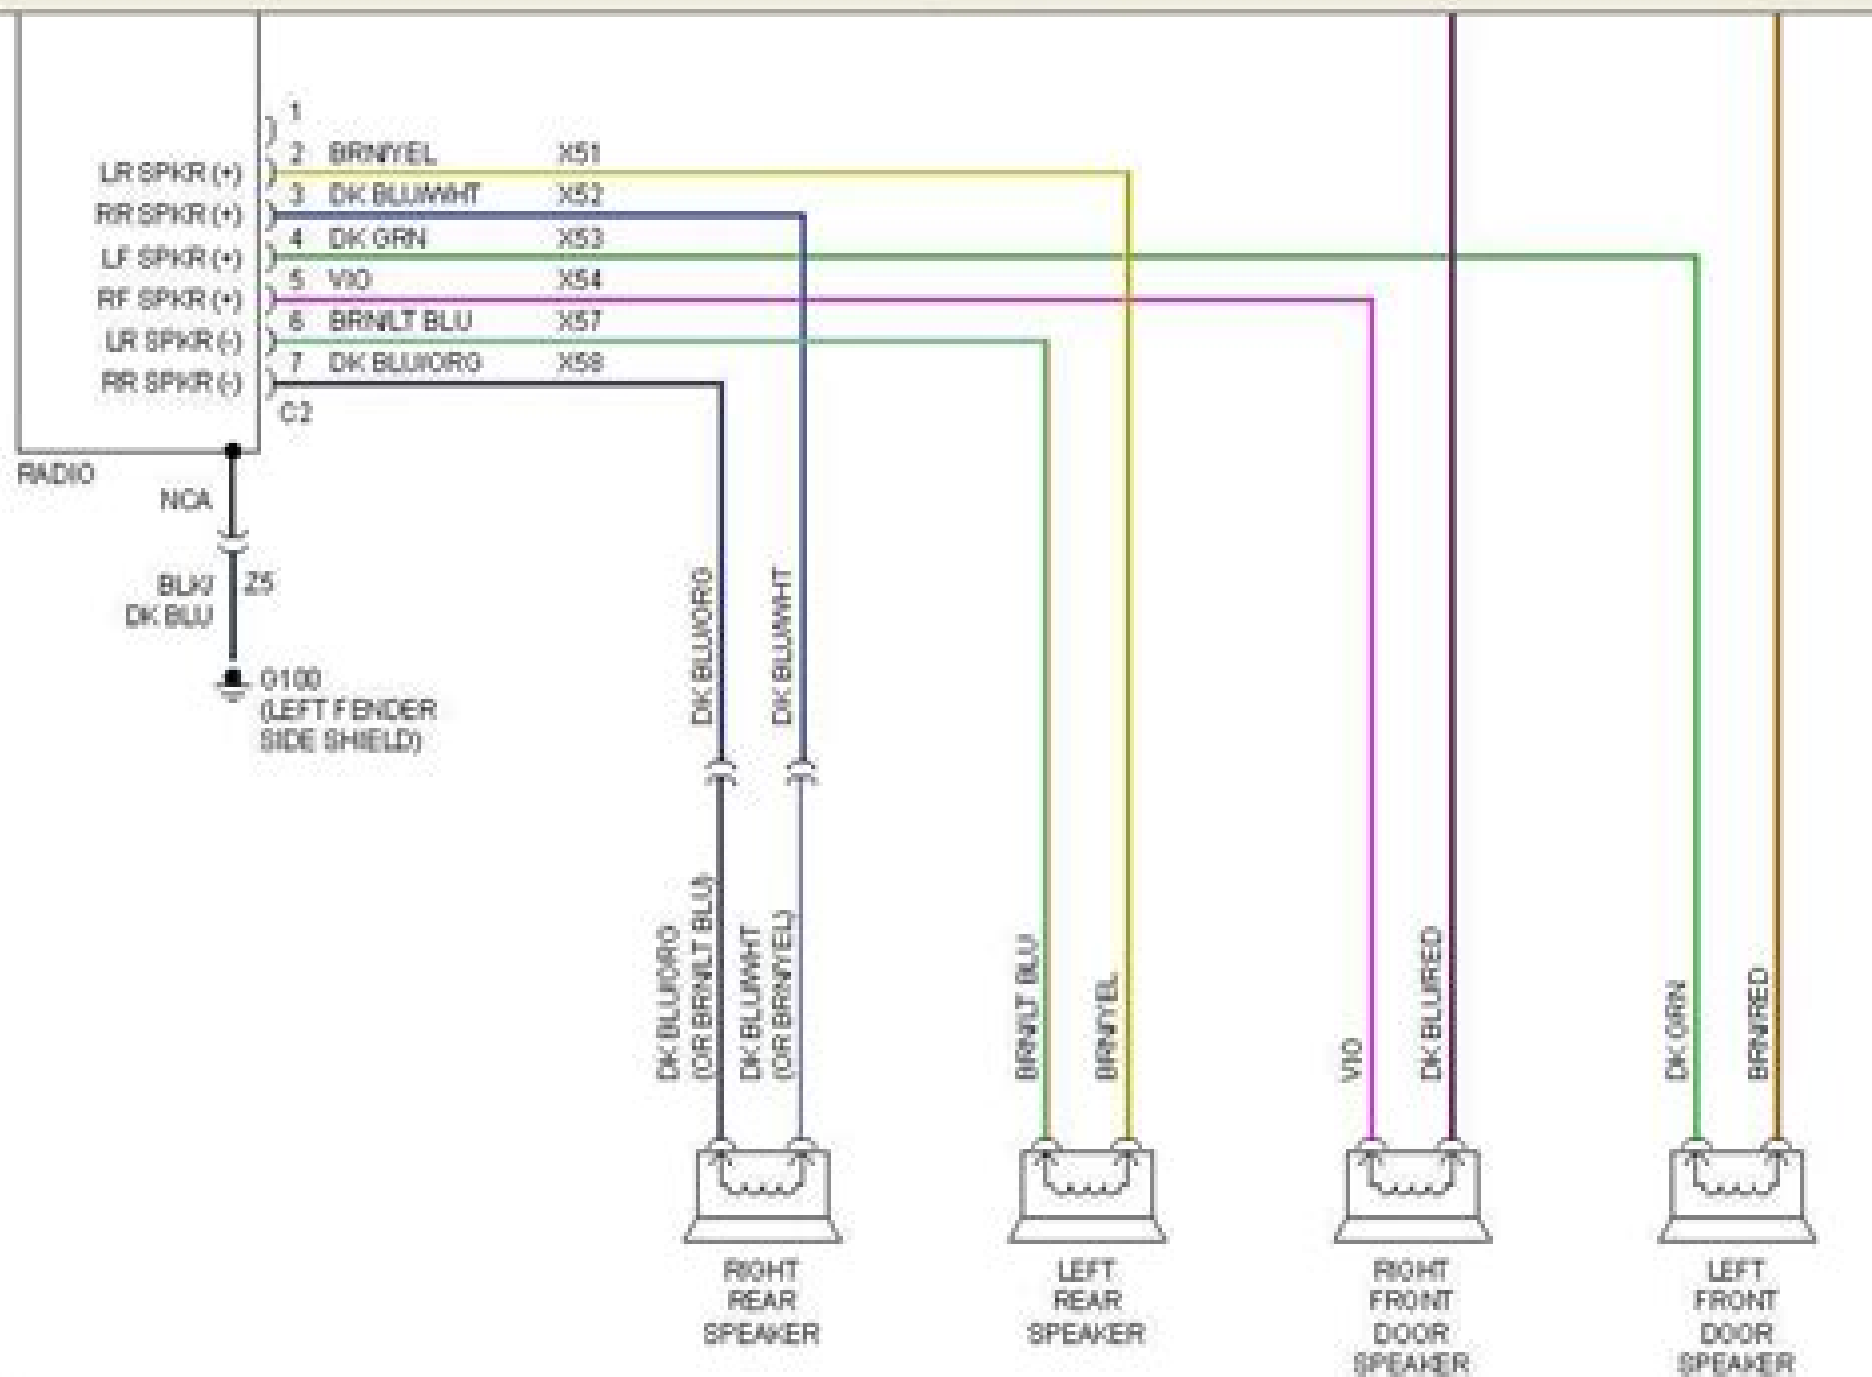 1
2 BRN/YEL X51
LR SPKR (+)
3 DK BLU/WHT X52
RR SPKR (+)
4 DK GRN X53
LF SPKR (+)
5 VIO X54
RF SPKR (+)
6 BRN/LT BLU X57
LR SPKR (-)
7 DK BLU/ORG X58
RR SPKR (-)
C2
RADIO
NCA
BLK/
DK BLU
Z5
G100
(LEFT FENDER
SIDE SHIELD)
DK BLU/ORG
DK BLU/WHT
DK BLU/ORG
(OR BRN/LT BLU)
DK BLU/WHT
(OR BRN/YEL)
BRN/LT BLU
BRN/YEL
VIO
DK BLU/RED
DK GRN
BRN/RED
RIGHT
REAR
SPEAKER
LEFT
REAR
SPEAKER
RIGHT
FRONT
DOOR
SPEAKER
LEFT
FRONT
DOOR
SPEAKER